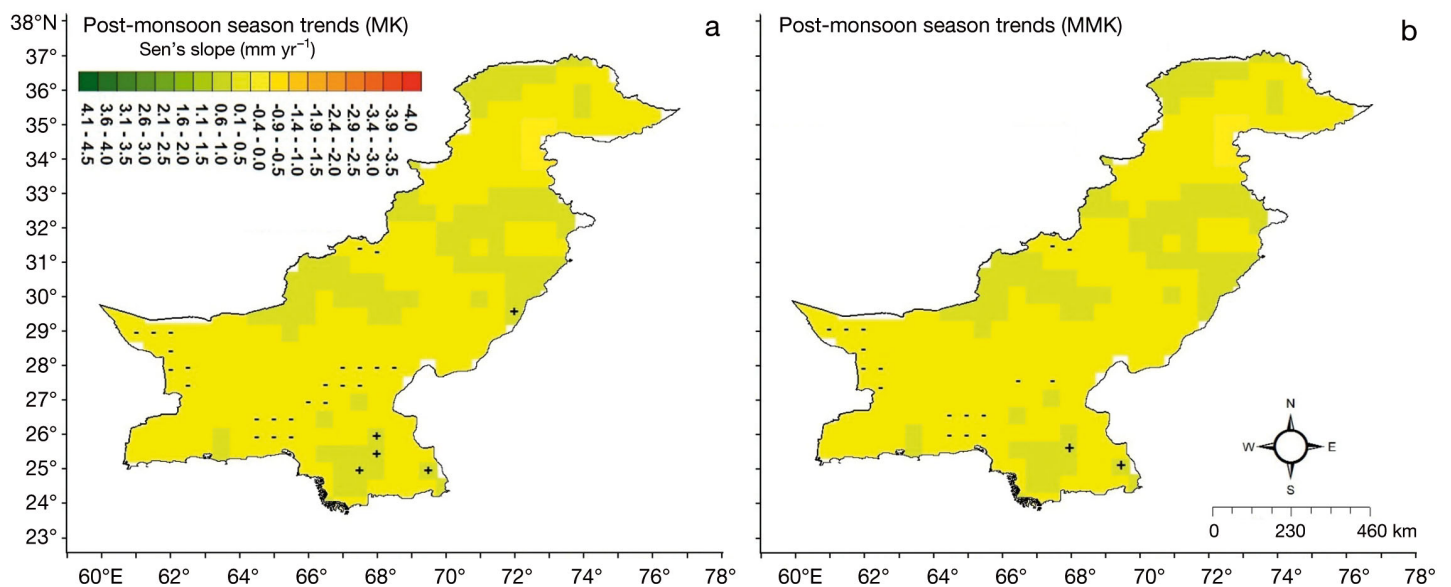 Post-monsoon season trends (MK)
a
Sen's slope (mm yr⁻¹)
4.1 - 4.5
3.6 - 4.0
3.1 - 3.5
2.6 - 3.0
2.1 - 2.5
1.6 - 2.0
1.1 - 1.5
0.6 - 1.0
0.1 - 0.5
-0.4 - 0.0
-0.9 - -0.5
-1.4 - -1.0
-1.9 - -1.5
-2.4 - -2.0
-2.9 - -2.5
-3.4 - -3.0
-3.9 - -3.5
-4.0
38°N
37°
36°
35°
34°
33°
32°
31°
30°
29°
28°
27°
26°
25°
24°
23°
60°E 62° 64° 66° 68° 70° 72° 74° 76° 78°
Post-monsoon season trends (MMK)
b
N
W E
S
0 230 460 km
60°E 62° 64° 66° 68° 70° 72° 74° 76° 78°